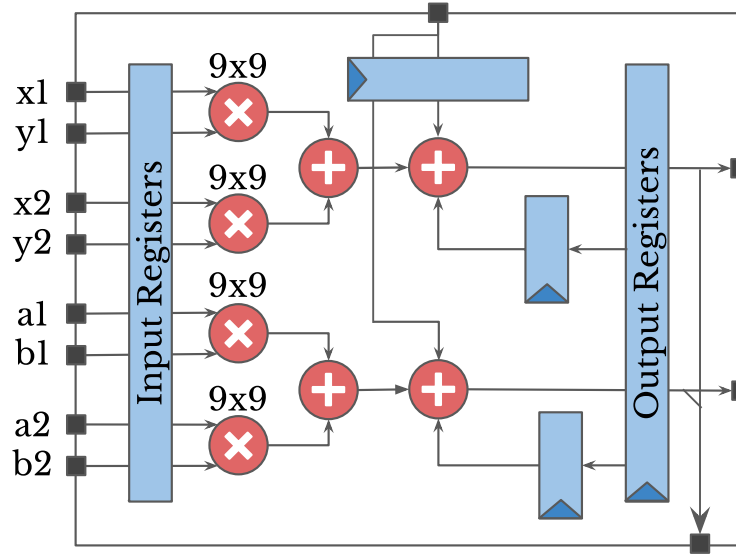 9x9
x1
y1
9x9
x2
y2
9x9
a1
b1
9x9
a2
b2
Input Registers
Output Registers